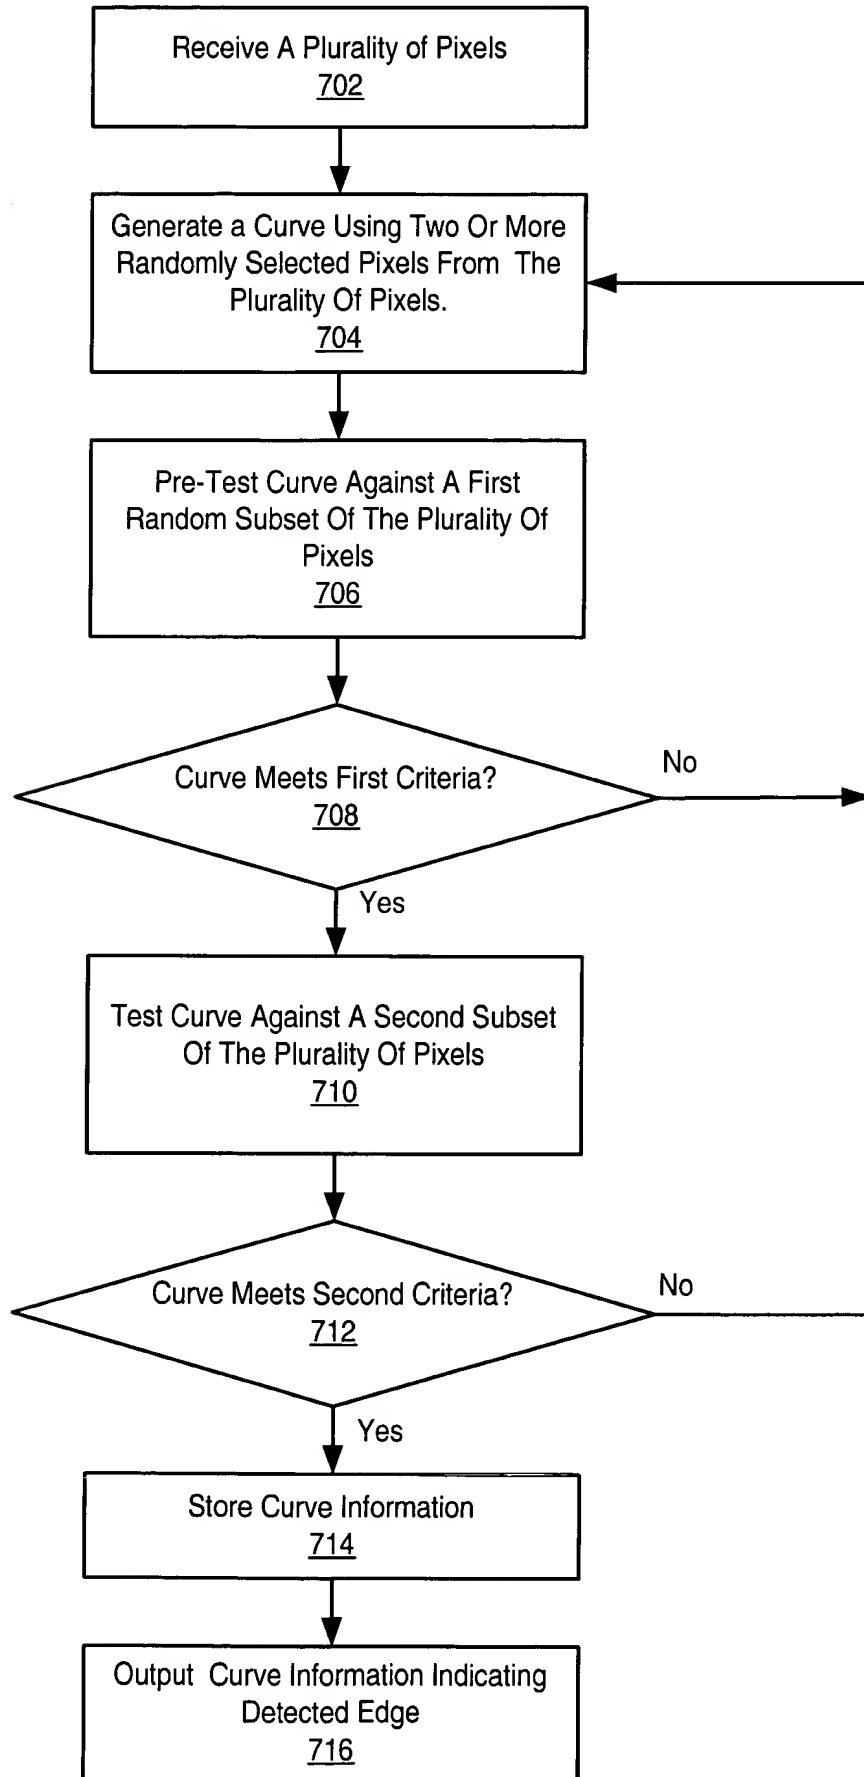 Receive A Plurality of Pixels
702
Generate a Curve Using Two Or More
Randomly Selected Pixels From The
Plurality Of Pixels.
704
Pre-Test Curve Against A First
Random Subset Of The Plurality Of
Pixels
706
Curve Meets First Criteria?
708
No
Yes
Test Curve Against A Second Subset
Of The Plurality Of Pixels
710
Curve Meets Second Criteria?
712
No
Yes
Store Curve Information
714
Output Curve Information Indicating
Detected Edge
716